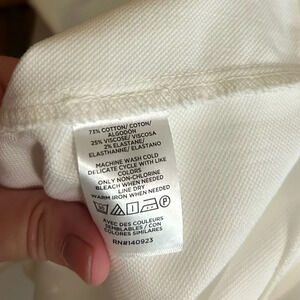 73% COTTON/ COTON/
ALGODÓN
25% VISCOSE/ VISCOSA
2% ELASTANE/
ELASTHANNE/ ELASTANO
MACHINE WASH COLD
DELICATE CYCLE WITH LIKE
COLORS
ONLY NON-CHLORINE
BLEACH WHEN NEEDED
LINE DRY
WARM IRON WHEN NEEDED
AVEC DES COULEURS
SEMBLABLES / CON
COLORES SIMILARES
RN#140923